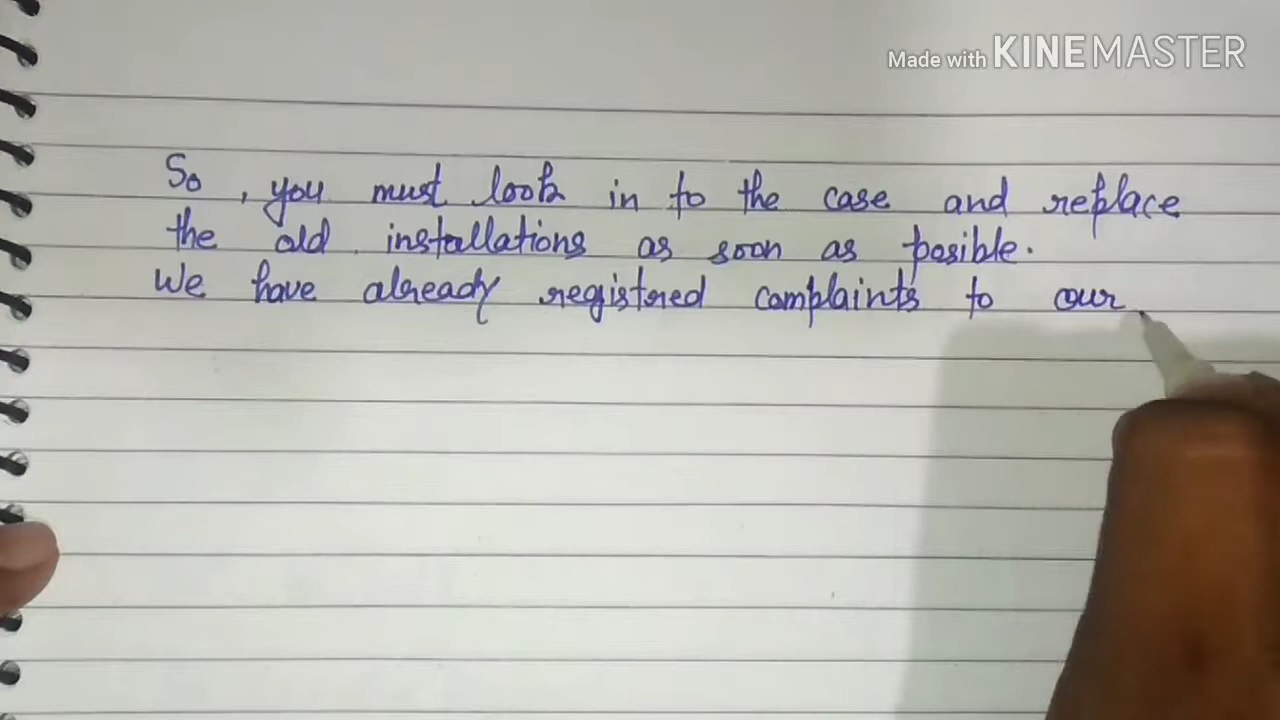 Made with KINEMASTER
So, you must look in to the case and replace
the old installations as soon as posible.
We have already registered complaints to our